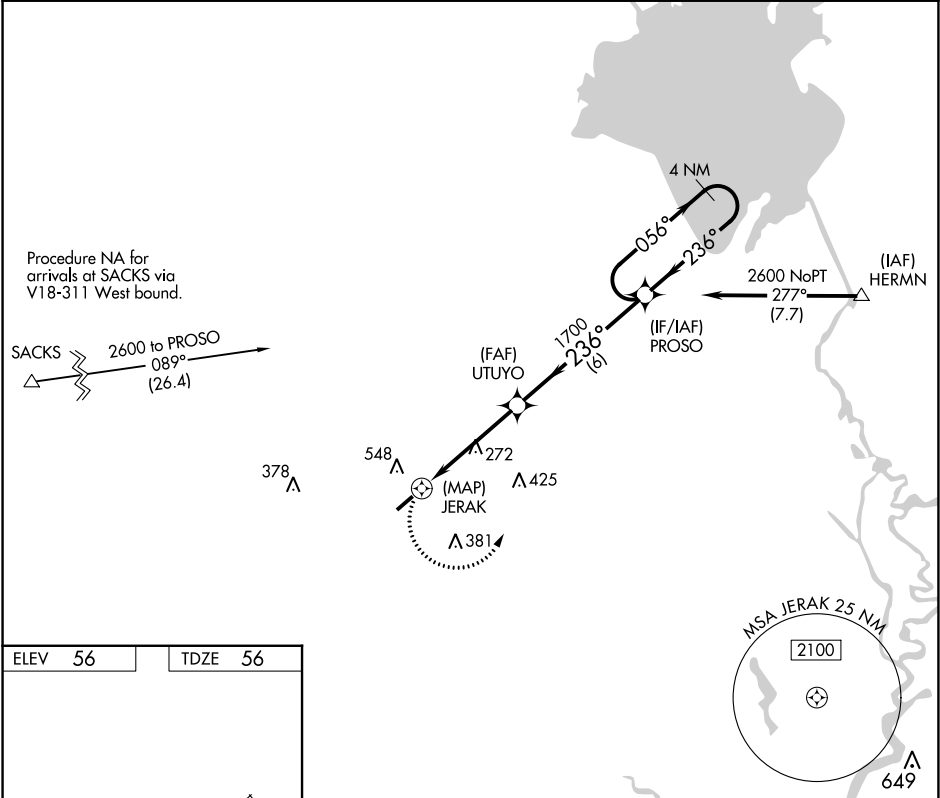 4 NM
056°
236°
Procedure NA for
arrivals at SACKS via
V18-311 West bound.
(IAF)
HERMN
2600 NoPT
277°
(7.7)
(IF/IAF)
PROSO
1700
236°
(6)
SACKS
2600 to PROSO
089°
(26.4)
(FAF)
UTUYO
548
272
378
425
(MAP)
JERAK
381
MSA JERAK 25 NM
2100
649
ELEV 56
TDZE 56